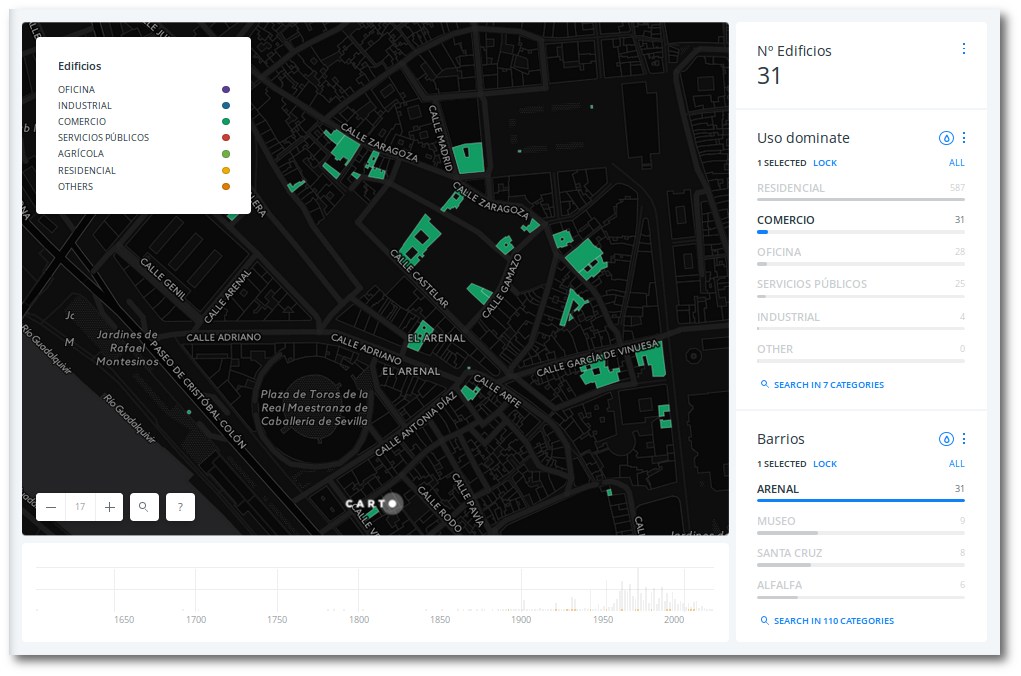 Edificios
OFICINA
INDUSTRIAL
COMERCIO
SERVICIOS PÚBLICOS
AGRÍCOLA
RESIDENCIAL
OTHERS
CALLE ZARAGOZA
CALLE MADRID
CALLE ZARAGOZA
CALLE CASTELAR
CALLE GAMAZO
CALLE GENIL
CALLE ARENAL
CALLE ADRIANO
CALLE ADRIANO
EL ARENAL
EL ARENAL
CALLE GARCÍA DE VINUESA
CALLE ARFE
CALLE ANTONIA DÍAZ
Jardines de
Rafael
Montesinos
PASEO DE CRISTÓBAL COLÓN
Río Guadalquivir
Río Guadalquivir
Plaza de Toros de la
Real Maestranza de
Caballería de Sevilla
CALLE PAVÍA
CALLE RODO
CARTO
17
?
1650
1700
1750
1800
1850
1900
1950
2000
Nº Edificios
31
Uso dominate
1 SELECTED LOCK ALL
RESIDENCIAL 587
COMERCIO 31
OFICINA 28
SERVICIOS PÚBLICOS 25
INDUSTRIAL 4
OTHER 0
SEARCH IN 7 CATEGORIES
Barrios
1 SELECTED LOCK ALL
ARENAL 31
MUSEO 9
SANTA CRUZ 8
ALFALFA 6
SEARCH IN 110 CATEGORIES